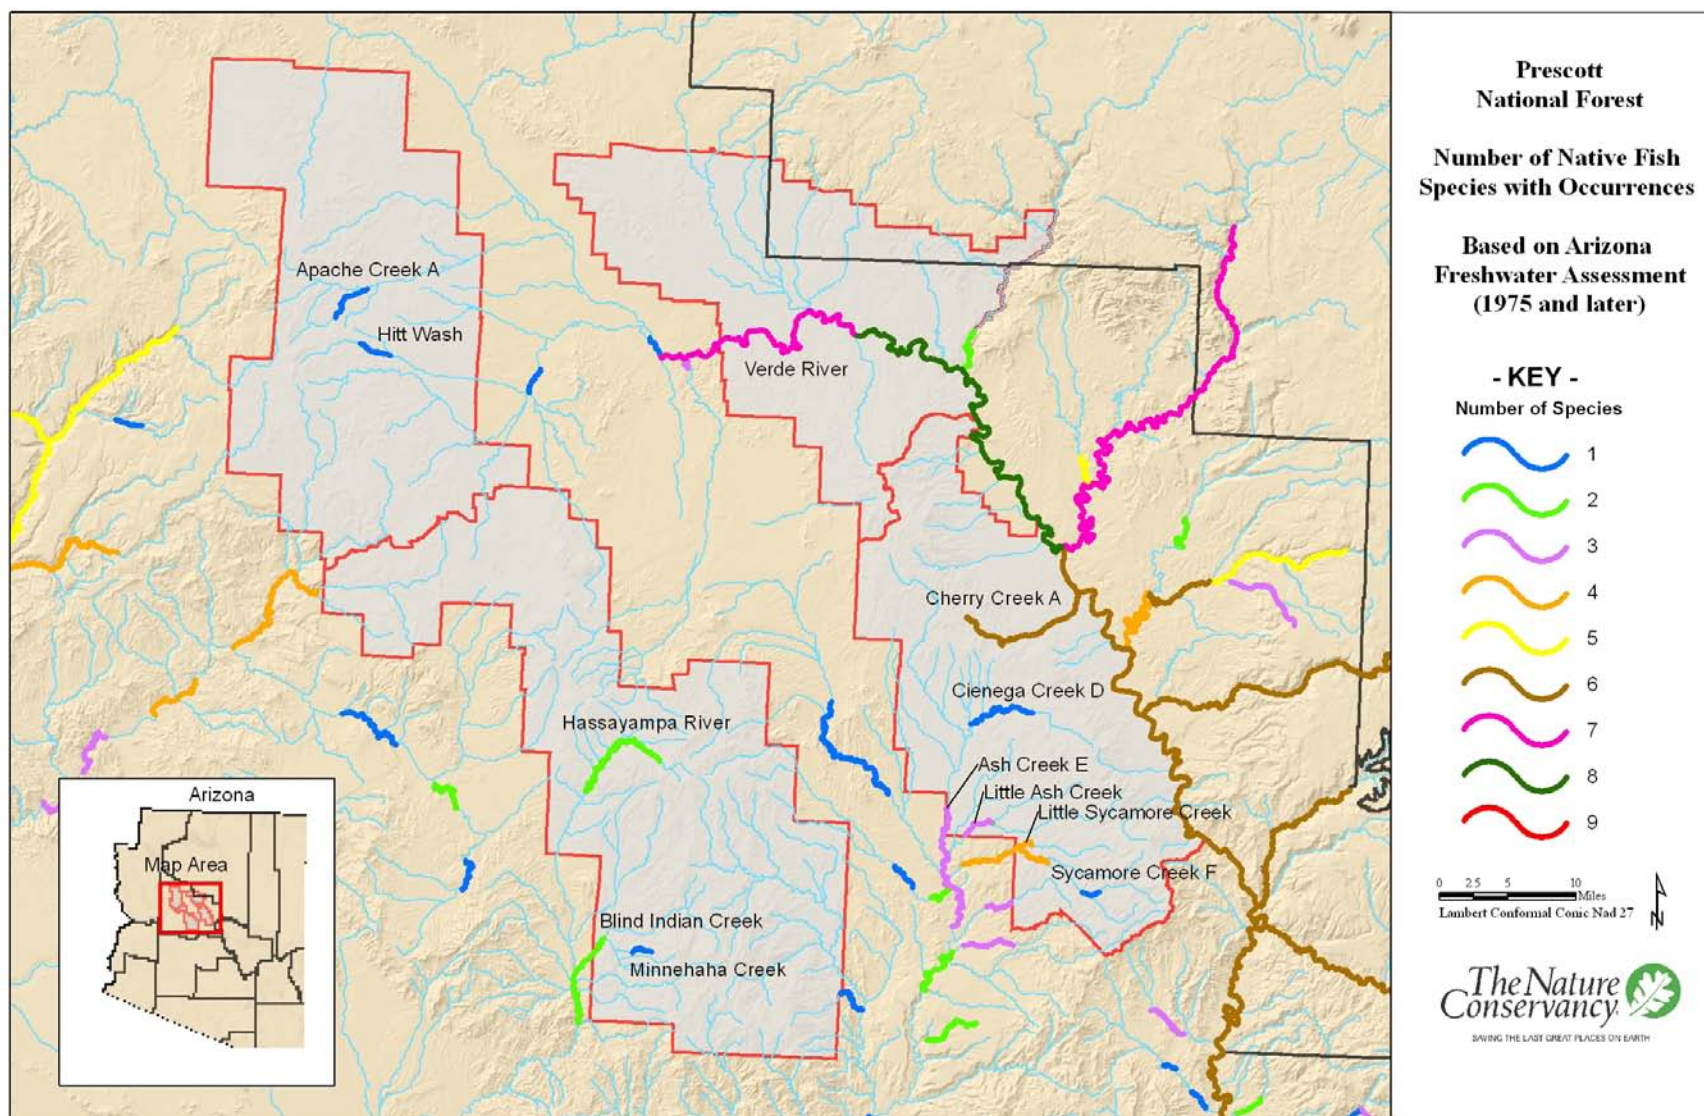 Prescott
National Forest
Number of Native Fish
Species with Occurrences
Based on Arizona
Freshwater Assessment
(1975 and later)
- KEY -
Number of Species
1
2
3
4
5
6
7
8
9
0 2.5 5 10
Miles
Lambert Conformal Conic Nad 27
N
The Nature
Conservancy
SAVING THE LAST GREAT PLACES ON EARTH
Apache Creek A
Hitt Wash
Verde River
Cherry Creek A
Cienega Creek D
Hassayampa River
Ash Creek E
Little Ash Creek
Little Sycamore Creek
Sycamore Creek F
Blind Indian Creek
Minnehaha Creek
Arizona
Map Area